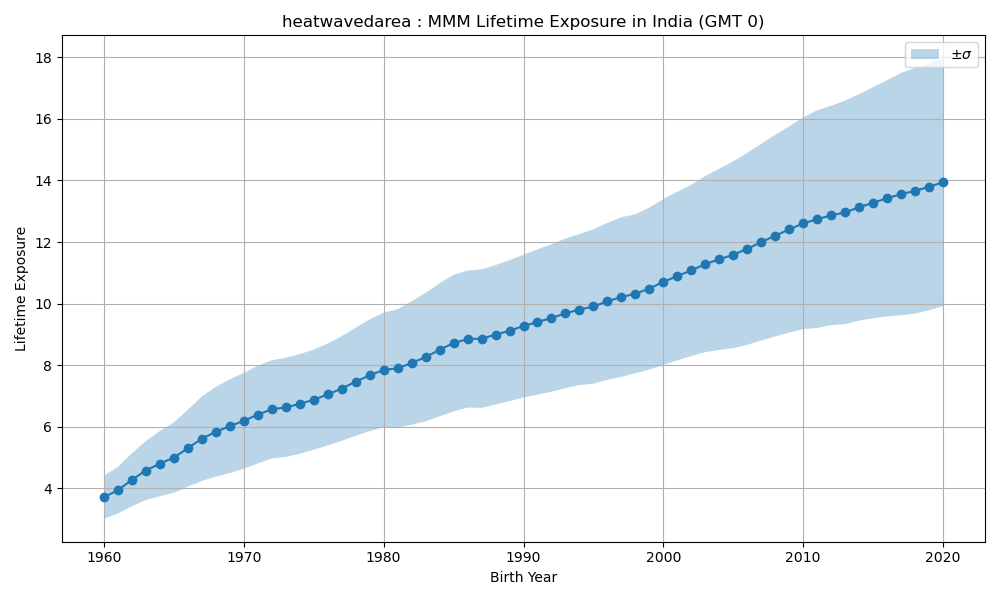 heatwavedarea : MMM Lifetime Exposure in India (GMT 0)
±σ
Lifetime Exposure
18
16
14
12
10
8
6
4
1960 1970 1980 1990 2000 2010 2020
Birth Year